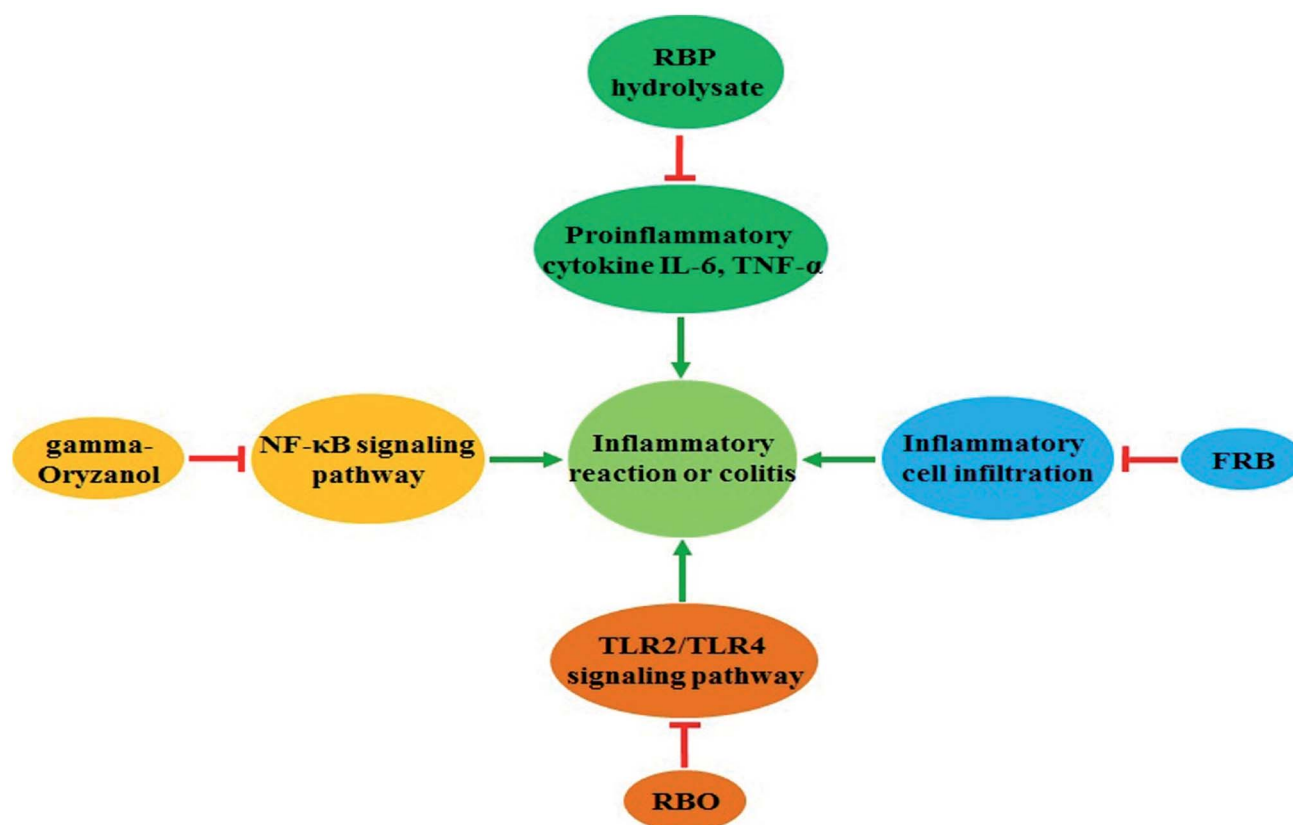 RBP
hydrolysate
Proinflammatory
cytokine IL-6, TNF-α
gamma-
Oryzanol
NF-κB signaling
pathway
Inflammatory
reaction or colitis
Inflammatory
cell infiltration
FRB
TLR2/TLR4
signaling pathway
RBO